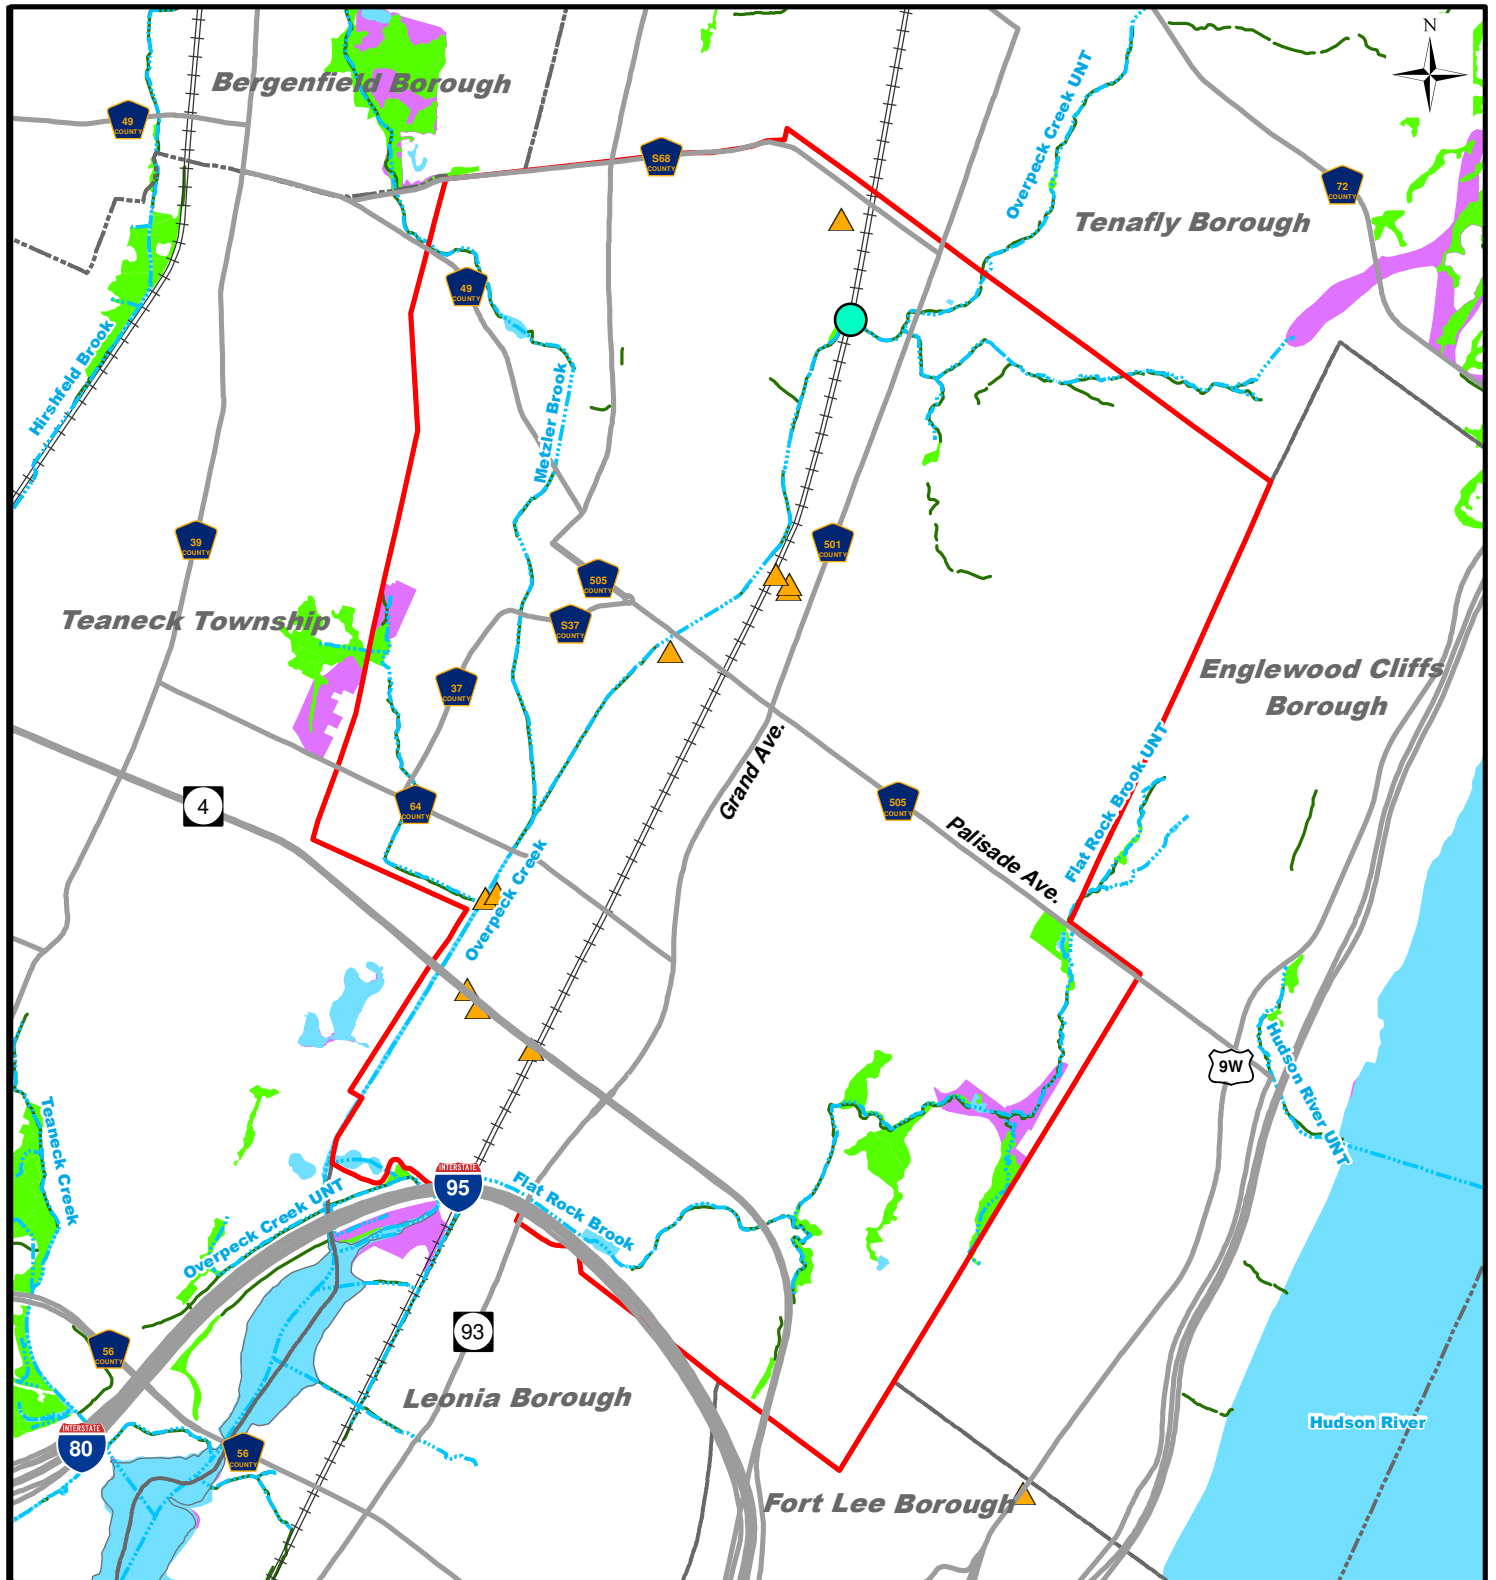 N
Bergenfield Borough
49
COUNTY
S68
COUNTY
Overpeck Creek UNT
72
COUNTY
Tenafly Borough
49
COUNTY
Hirshfeld Brook
Metzler Brook
39
COUNTY
501
COUNTY
505
COUNTY
S37
COUNTY
Teaneck Township
37
COUNTY
Englewood Cliffs
Borough
Grand Ave.
4
64
COUNTY
505
COUNTY
Flat Rock Brook UNT
Palisade Ave.
Overpeck Creek
9W
Hudson River UNT
Teaneck Creek
INTERSTATE
95
Flat Rock Brook
Overpeck Creek UNT
93
56
COUNTY
Leonia Borough
Hudson River
INTERSTATE
80
56
COUNTY
Fort Lee Borough